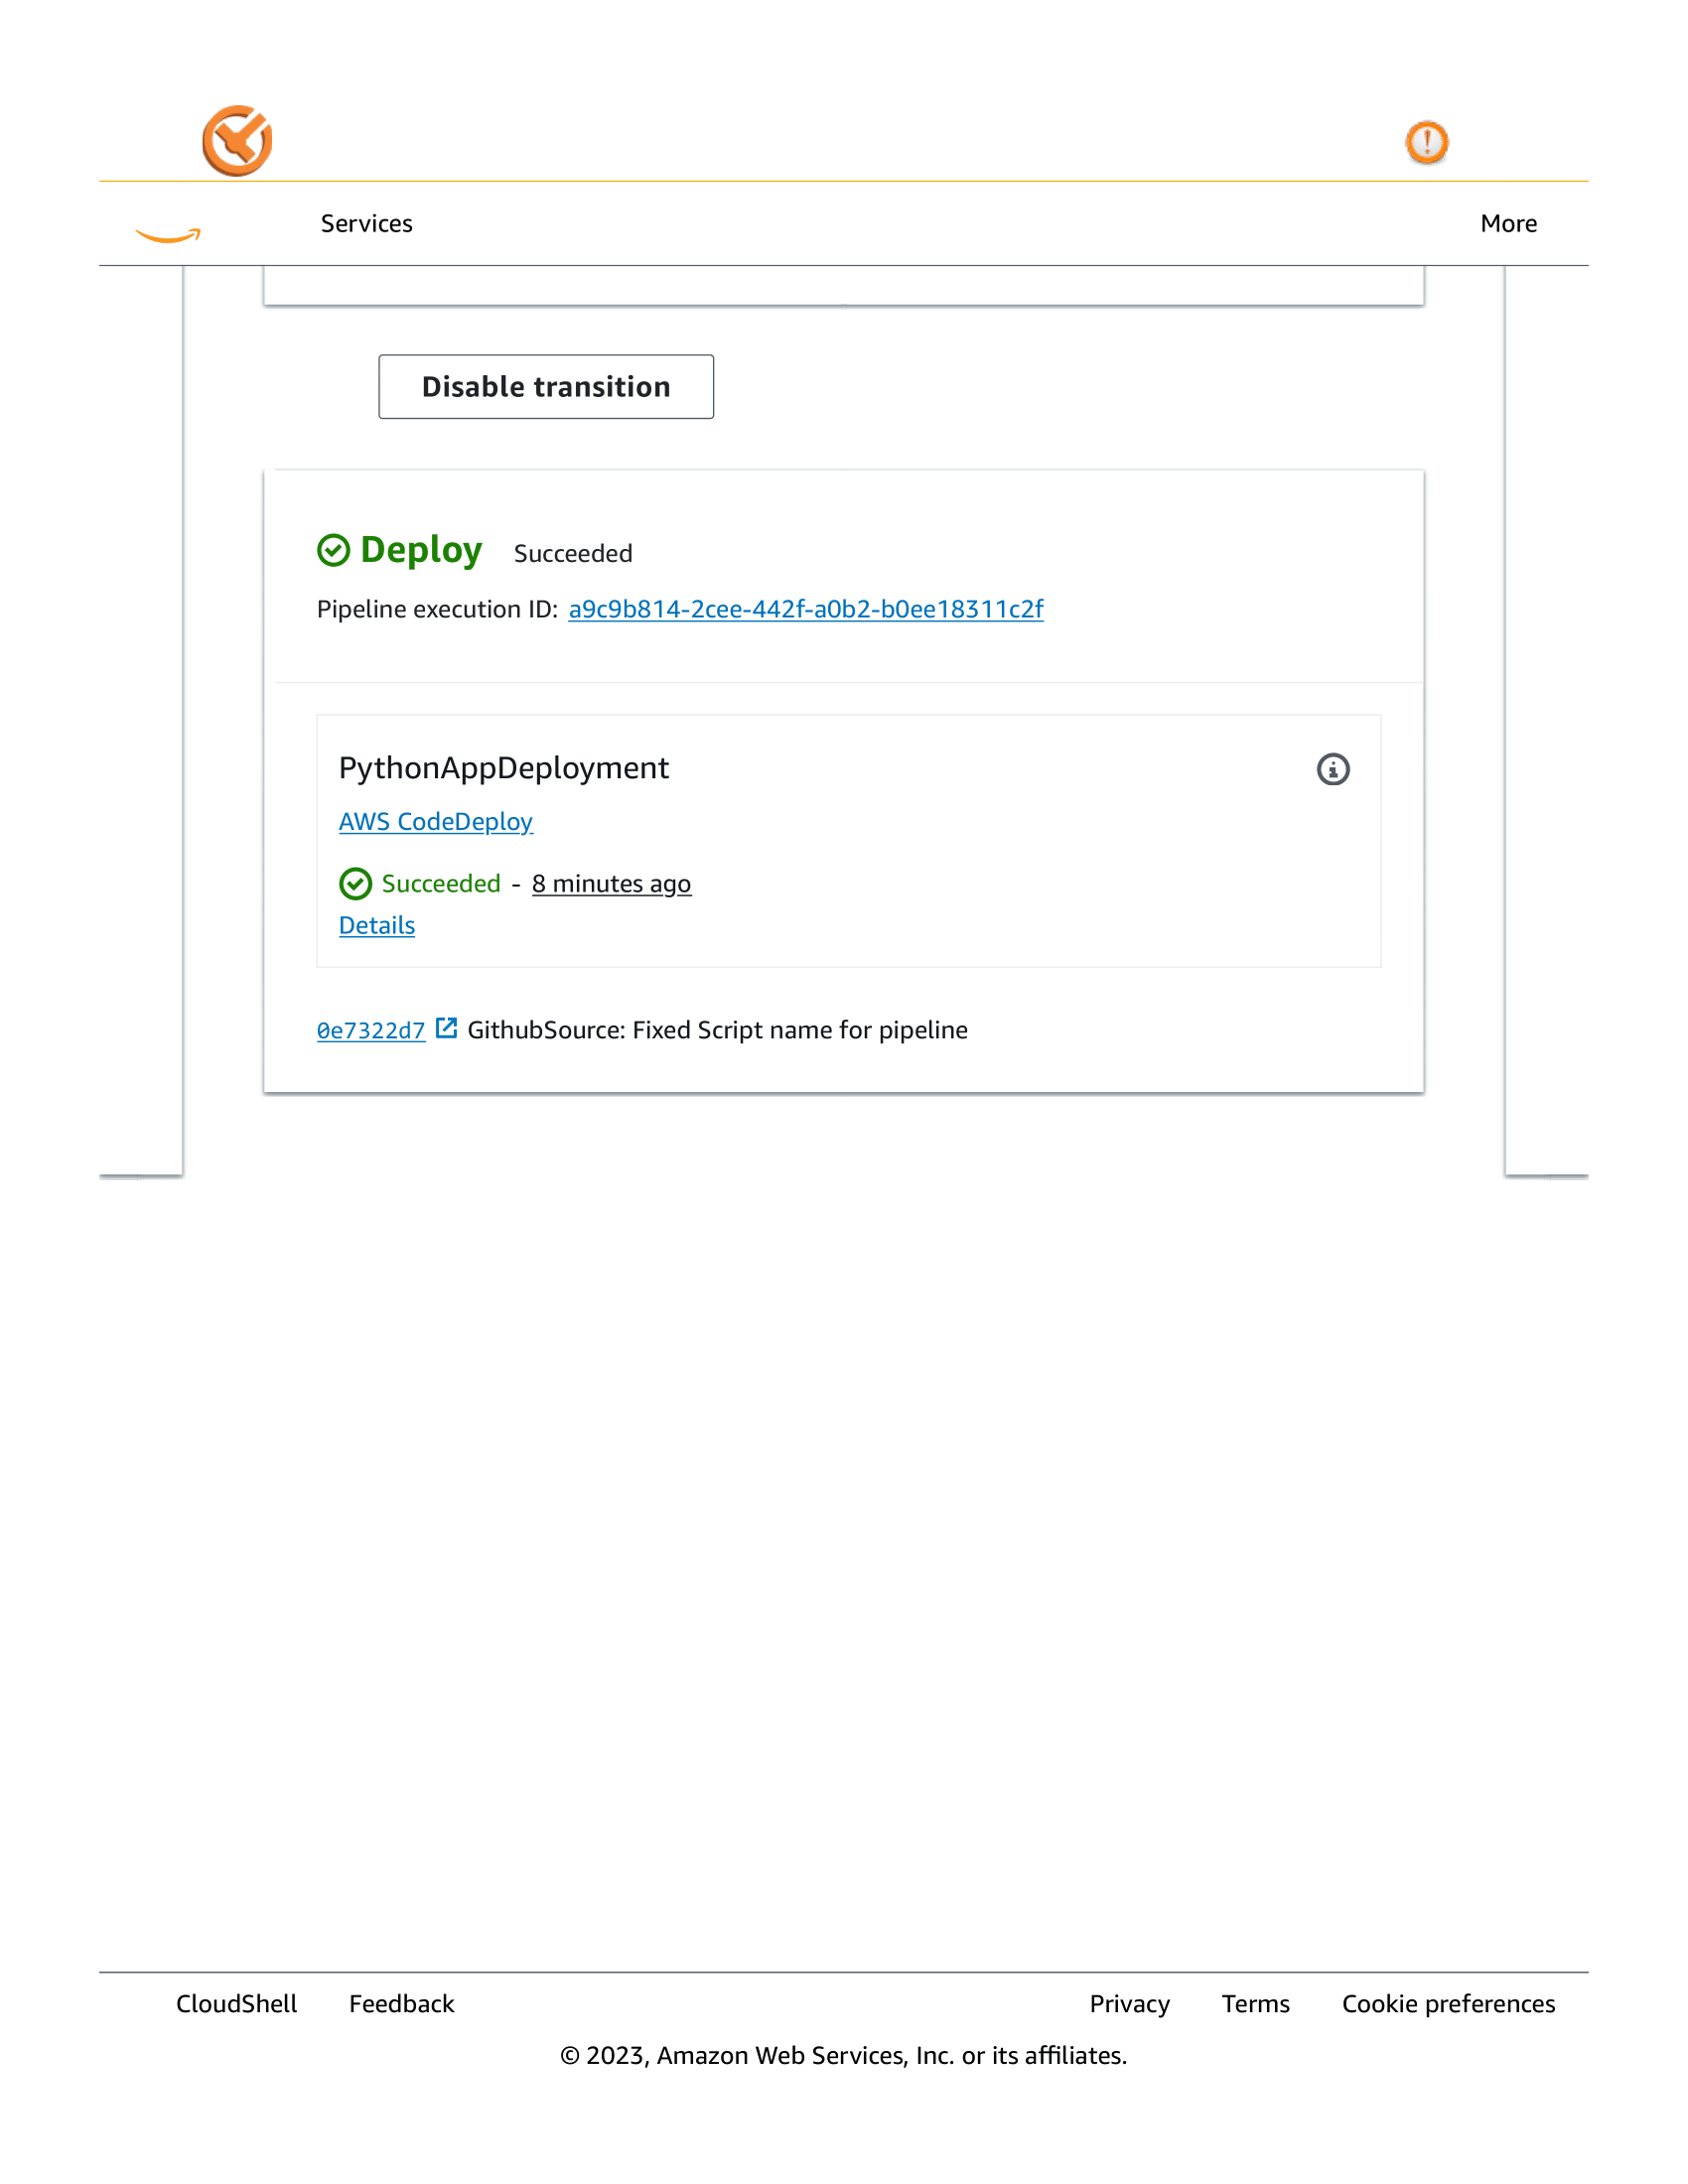 Services More
Disable transition
Deploy Succeeded
Pipeline execution ID: a9c9b814-2cee-442f-a0b2-b0ee18311c2f
PythonAppDeployment
AWS CodeDeploy
Succeeded - 8 minutes ago
Details
0e7322d7 GithubSource: Fixed Script name for pipeline
CloudShell Feedback Privacy Terms Cookie preferences
© 2023, Amazon Web Services, Inc. or its affiliates.